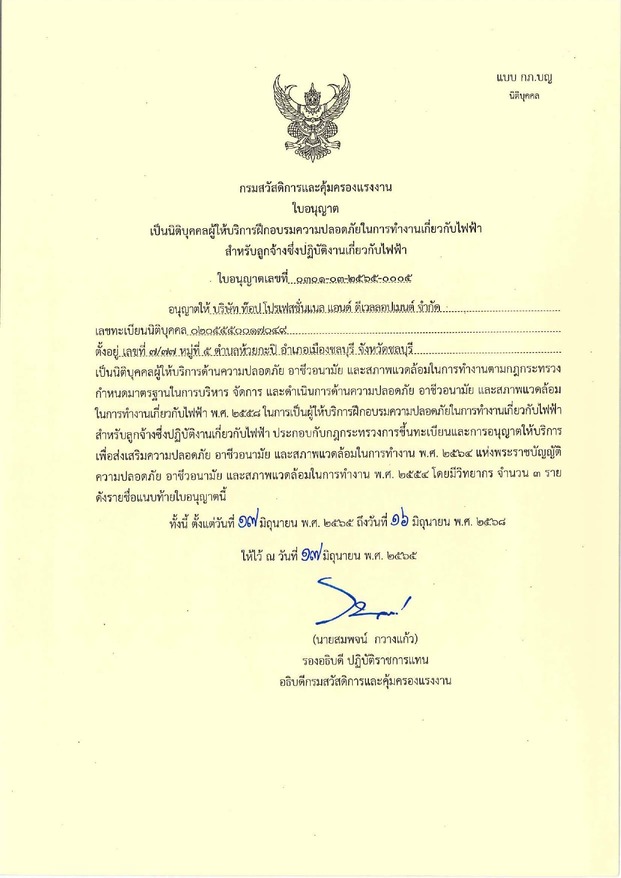 แบบ กภ.บญ
นิติบุคคล
กรมสวัสดิการและคุ้มครองแรงงาน
ใบอนุญาต
เป็นนิติบุคคลผู้ให้บริการฝึกอบรมความปลอดภัยในการทำงานเกี่ยวกับไฟฟ้า
สำหรับลูกจ้างซึ่งปฏิบัติงานเกี่ยวกับไฟฟ้า
ใบอนุญาตเลขที่ ๐๓๐๑-๐๓-๒๕๖๕-๐๐๐๕
อนุญาตให้ บริษัท ท๊อป โปรเฟสชั่นแนล แอนด์ ดีเวลลอปเมนต์ จำกัด
เลขทะเบียนนิติบุคคล ๐๒๐๕๕๕๐๐๑๗๐๔๙
ตั้งอยู่ เลขที่ ๗/๗๗ หมู่ที่ ๕ ตำบลห้วยกะปิ อำเภอเมืองชลบุรี จังหวัดชลบุรี
เป็นนิติบุคคลผู้ให้บริการด้านความปลอดภัย อาชีวอนามัย และสภาพแวดล้อมในการทำงานตามกฎกระทรวง
กำหนดมาตรฐานในการบริหาร จัดการ และดำเนินการด้านความปลอดภัย อาชีวอนามัย และสภาพแวดล้อม
ในการทำงานเกี่ยวกับไฟฟ้า พ.ศ. ๒๕๕๘ ในการเป็นผู้ให้บริการฝึกอบรมความปลอดภัยในการทำงานเกี่ยวกับไฟฟ้า
สำหรับลูกจ้างซึ่งปฏิบัติงานเกี่ยวกับไฟฟ้า ประกอบกับกฎกระทรวงการขึ้นทะเบียนและการอนุญาตให้บริการ
เพื่อส่งเสริมความปลอดภัย อาชีวอนามัย และสภาพแวดล้อมในการทำงาน พ.ศ. ๒๕๖๔ แห่งพระราชบัญญัติ
ความปลอดภัย อาชีวอนามัย และสภาพแวดล้อมในการทำงาน พ.ศ. ๒๕๕๔ โดยมีวิทยากร จำนวน ๓ ราย
ดังรายชื่อแนบท้ายใบอนุญาตนี้
ทั้งนี้ ตั้งแต่วันที่ ๑๗ มิถุนายน พ.ศ. ๒๕๖๕ ถึงวันที่ ๑๖ มิถุนายน พ.ศ. ๒๕๖๘
ให้ไว้ ณ วันที่ ๑๗ มิถุนายน พ.ศ. ๒๕๖๕
(นายสมพจน์ กวางแก้ว)
รองอธิบดี ปฏิบัติราชการแทน
อธิบดีกรมสวัสดิการและคุ้มครองแรงงาน